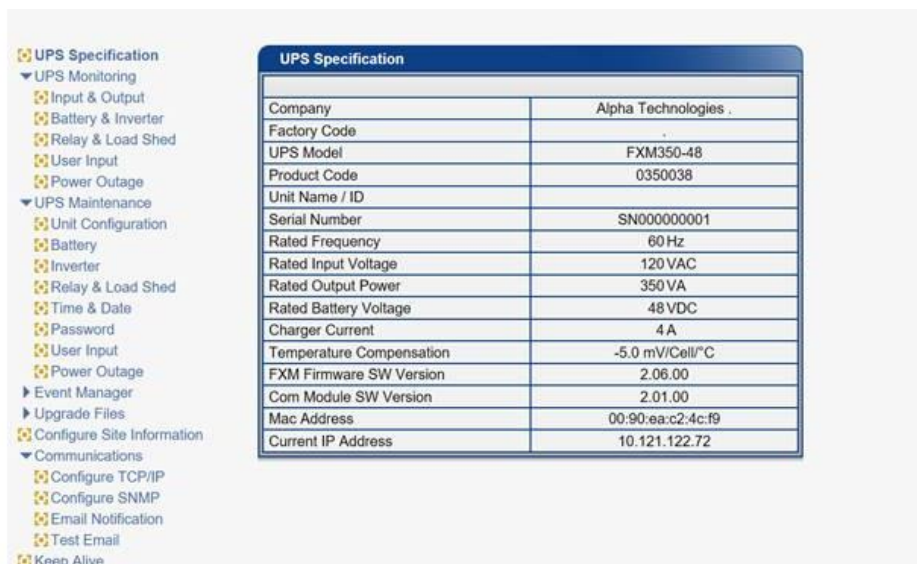 UPS Specification
UPS Monitoring
Input & Output
Battery & Inverter
Relay & Load Shed
User Input
Power Outage
UPS Maintenance
Unit Configuration
Battery
Inverter
Relay & Load Shed
Time & Date
Password
User Input
Power Outage
Event Manager
Upgrade Files
Configure Site Information
Communications
Configure TCP/IP
Configure SNMP
Email Notification
Test Email
Keep Alive
UPS Specification
Company Alpha Technologies .
Factory Code .
UPS Model FXM350-48
Product Code 0350038
Unit Name / ID
Serial Number SN000000001
Rated Frequency 60 Hz
Rated Input Voltage 120 VAC
Rated Output Power 350 VA
Rated Battery Voltage 48 VDC
Charger Current 4 A
Temperature Compensation -5.0 mV/Cell/°C
FXM Firmware SW Version 2.06.00
Com Module SW Version 2.01.00
Mac Address 00:90:ea:c2:4c:f9
Current IP Address 10.121.122.72